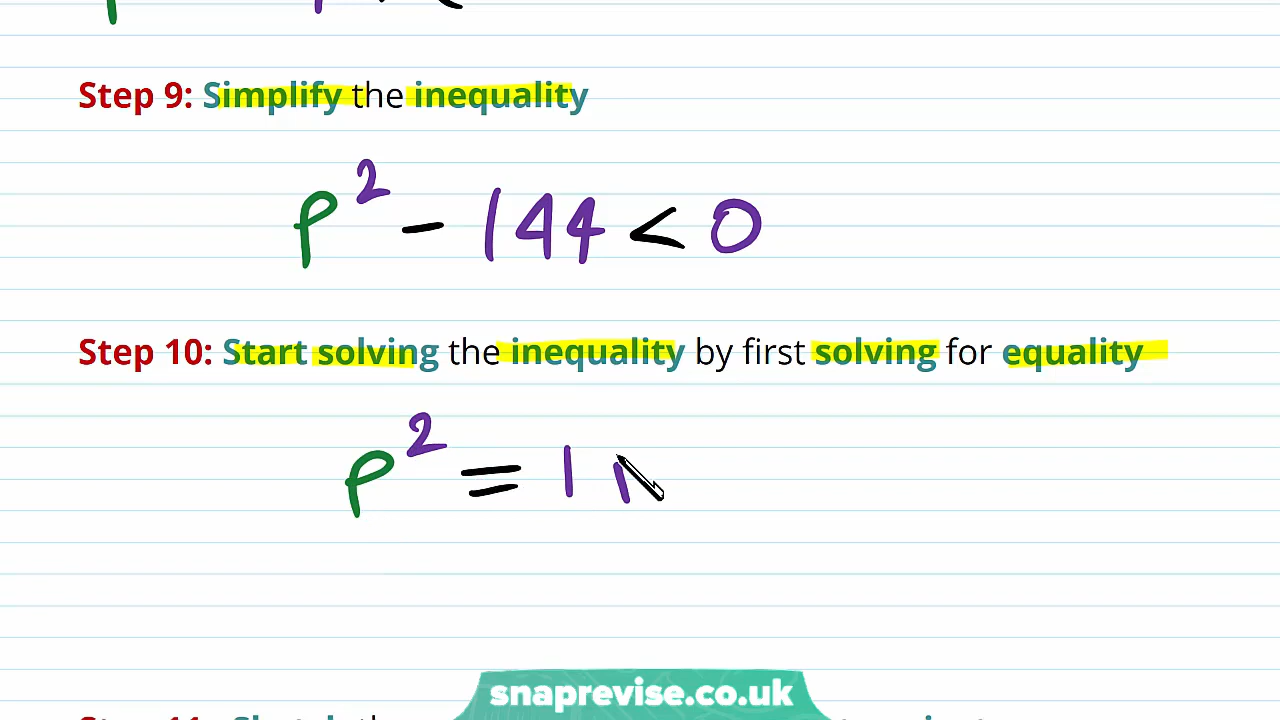 Step 9: Simplify the inequality
p² - 144 < 0
Step 10: Start solving the inequality by first solving for equality
p² = 1
snaprevise.co.uk